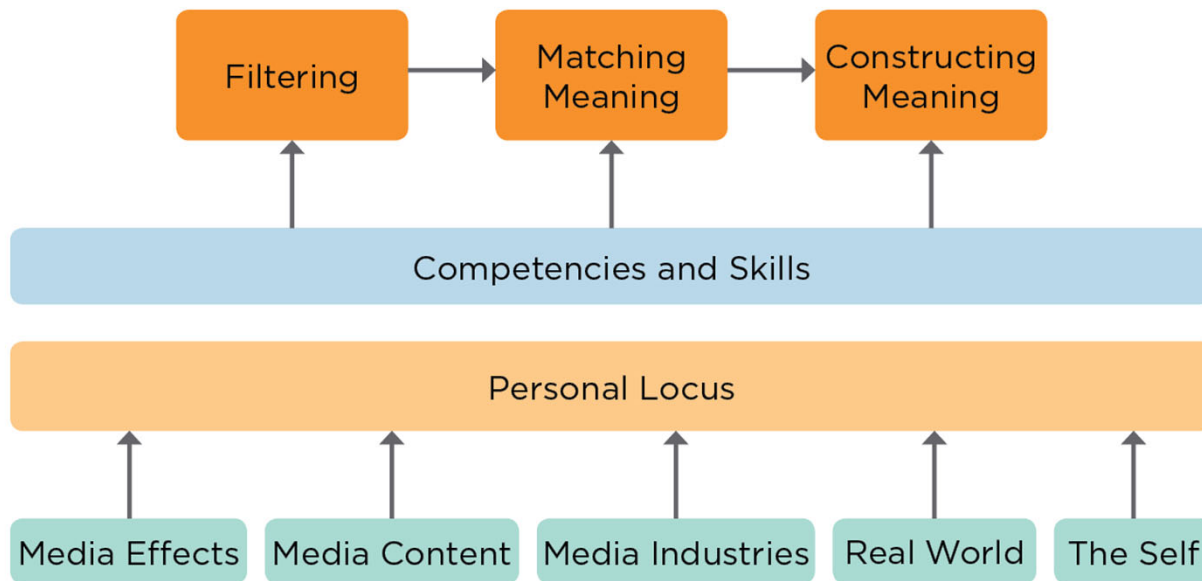 Filtering
Matching
Meaning
Constructing
Meaning
Competencies and Skills
Personal Locus
Media Effects
Media Content
Media Industries
Real World
The Self